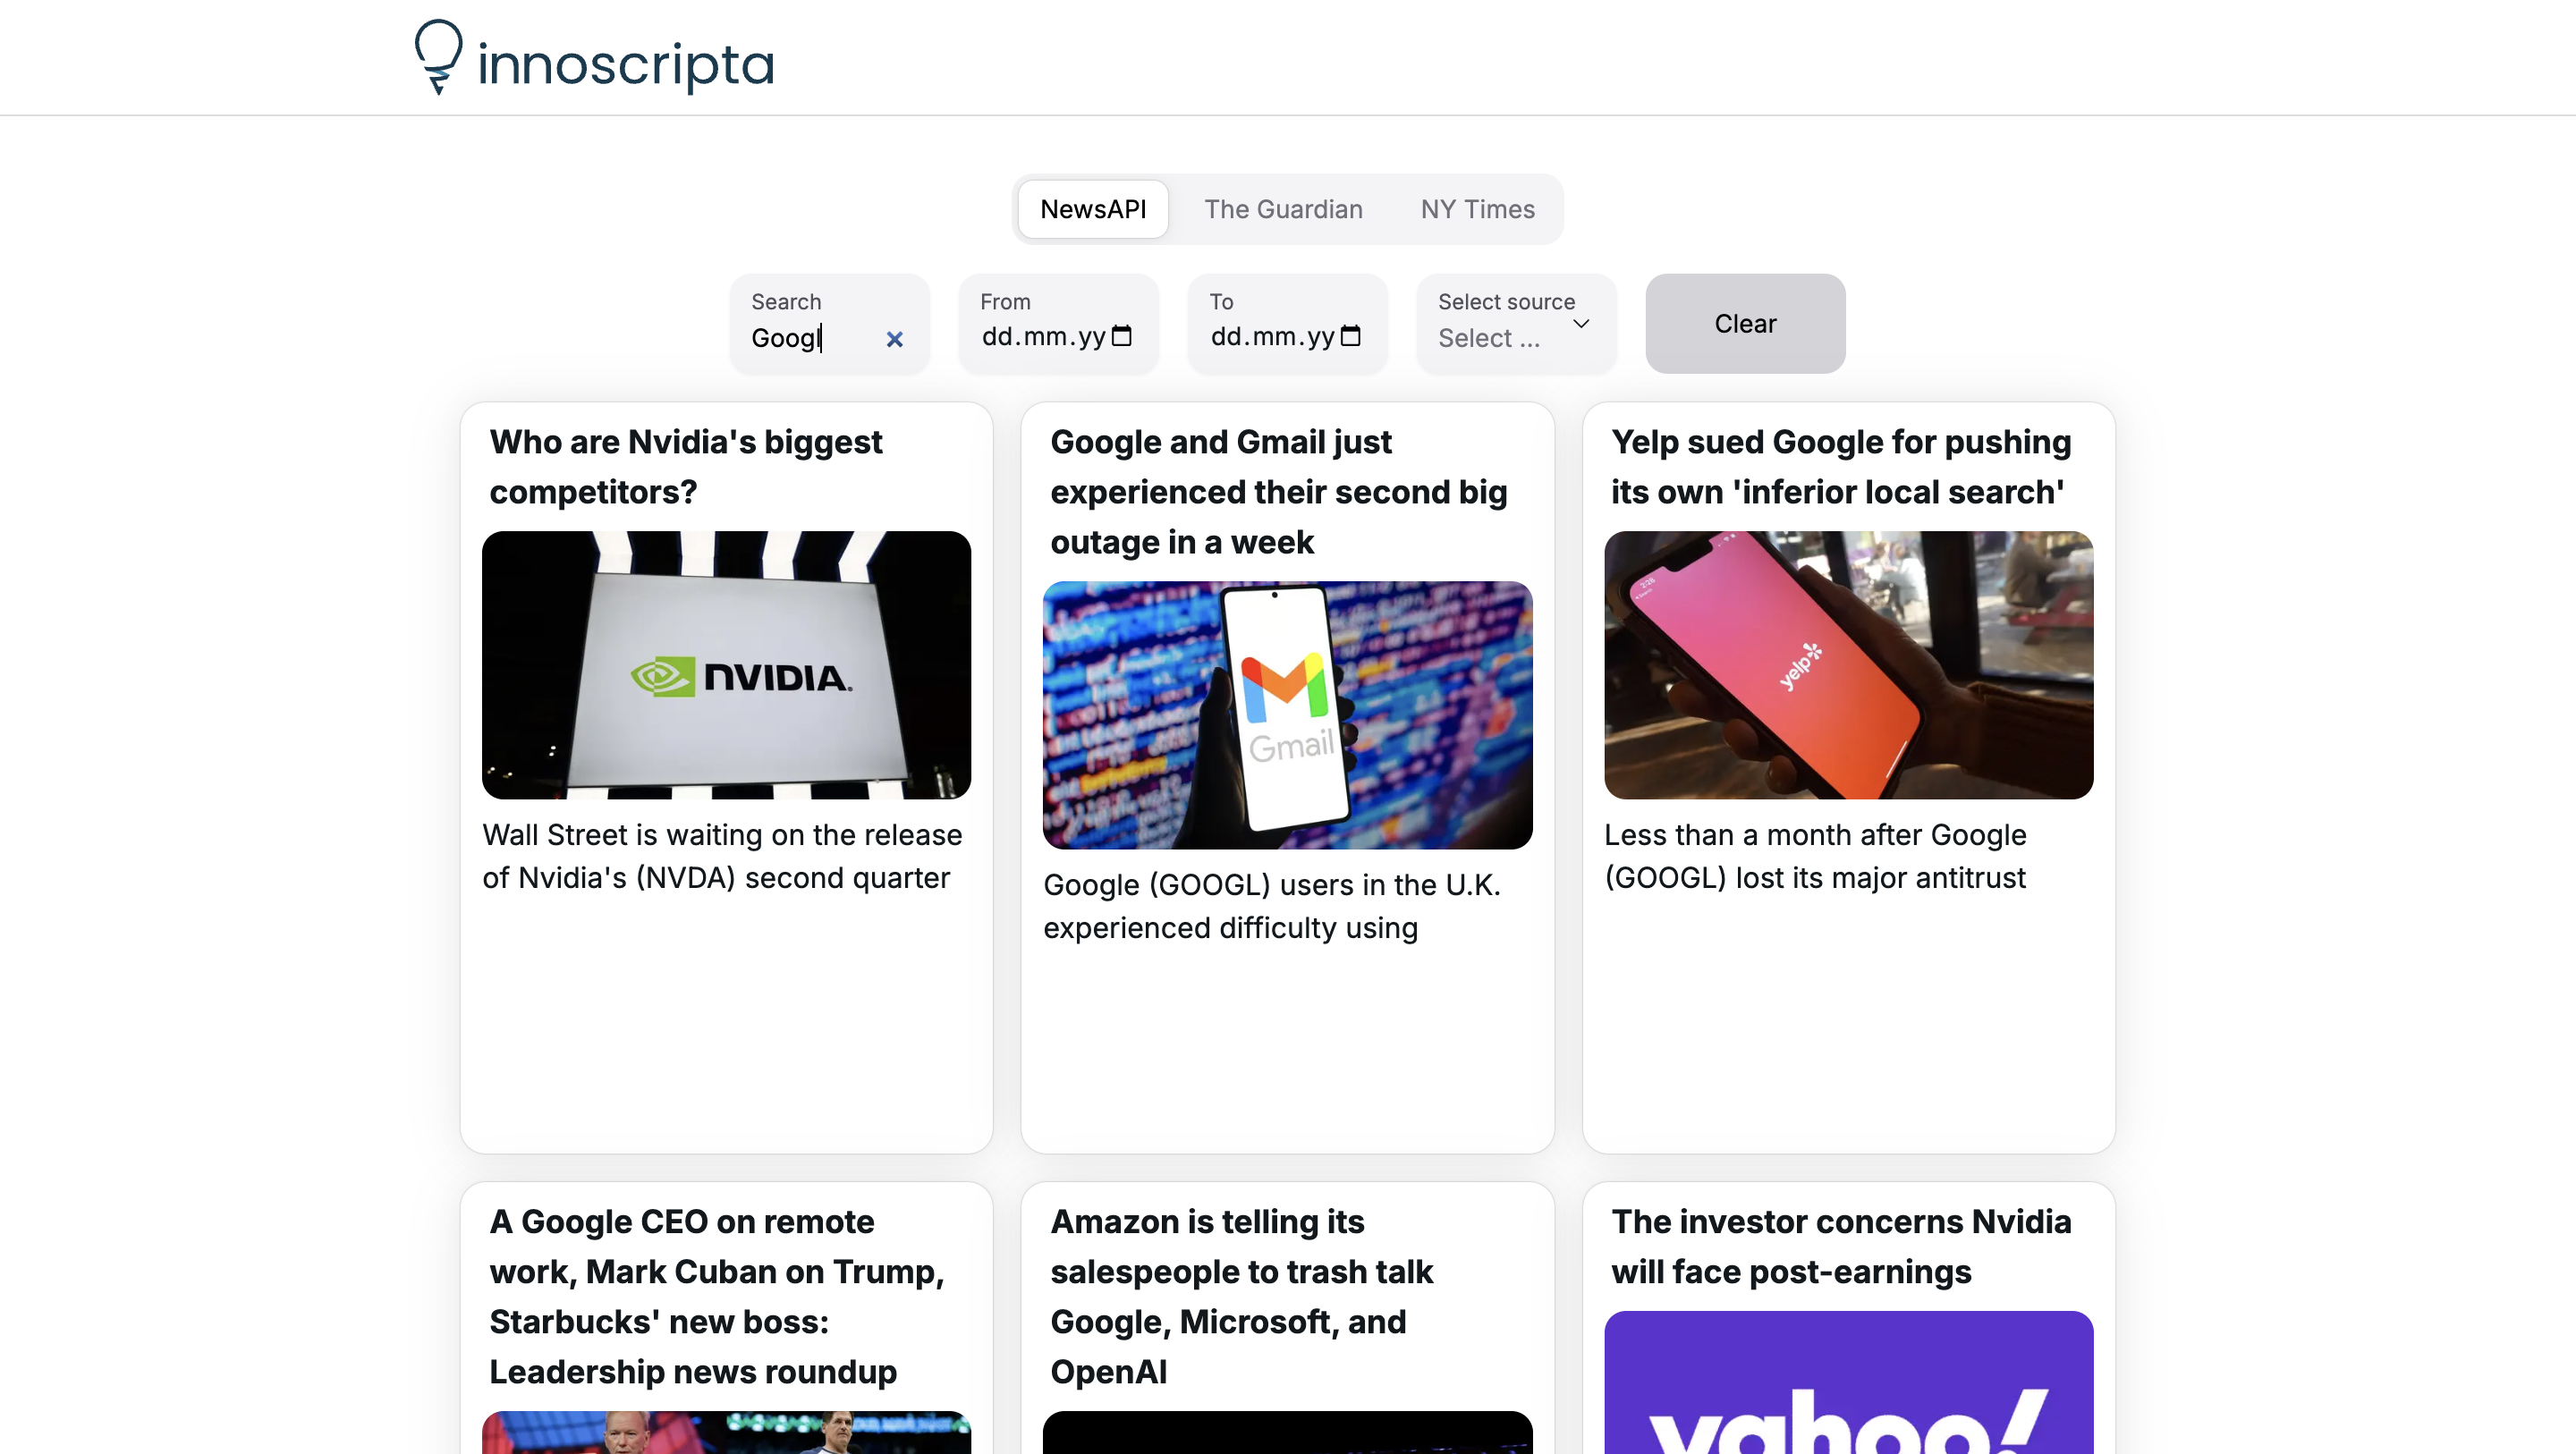 innoscripta
NewsAPI
The Guardian
NY Times
Search
Googl
From
dd.mm.yy
To
dd.mm.yy
Select source
Select ...
Clear
Who are Nvidia's biggest
competitors?
NVIDIA.
Wall Street is waiting on the release
of Nvidia's (NVDA) second quarter
Google and Gmail just
experienced their second big
outage in a week
Gmail
Google (GOOGL) users in the U.K.
experienced difficulty using
Yelp sued Google for pushing
its own 'inferior local search'
yelp
Less than a month after Google
(GOOGL) lost its major antitrust
A Google CEO on remote
work, Mark Cuban on Trump,
Starbucks' new boss:
Leadership news roundup
Amazon is telling its
salespeople to trash talk
Google, Microsoft, and
OpenAI
The investor concerns Nvidia
will face post-earnings
yahoo!